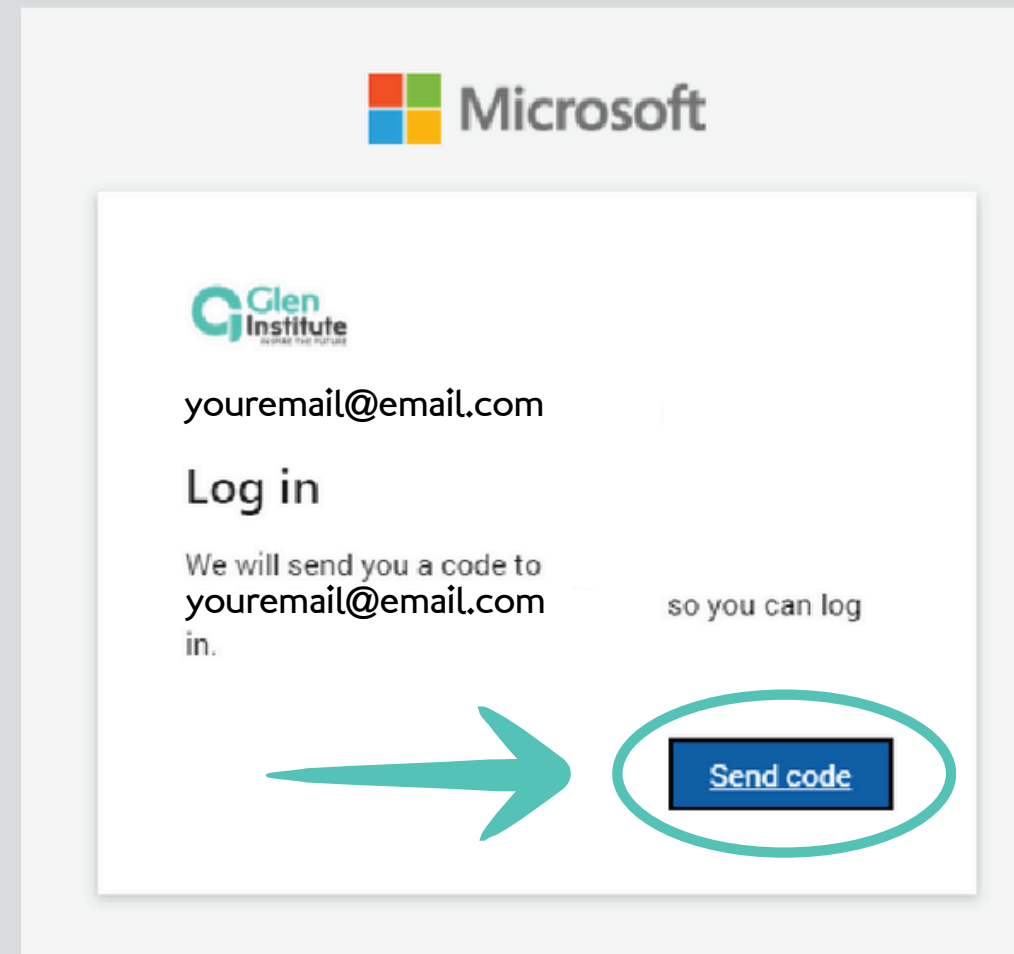 Microsoft
Glen
Institute
INSPIRE THE FUTURE
youremail@email.com
Log in
We will send you a code to
youremail@email.com so you can log
in.
Send code